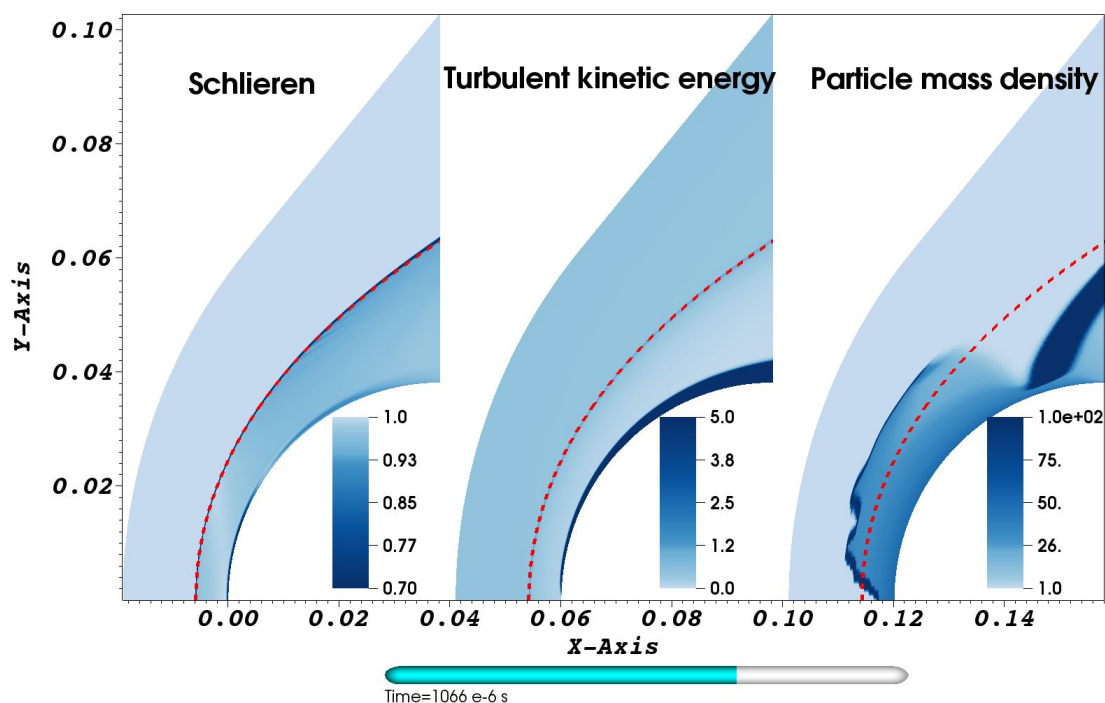 Schlieren
Turbulent kinetic energy
Particle mass density
Y-Axis
0.10
0.08
0.06
0.04
0.02
1.0
0.93
0.85
0.77
0.70
5.0
3.8
2.5
1.2
0.0
1.0e+02
75.
50.
26.
1.0
0.00 0.02 0.04 0.06 0.08 0.10 0.12 0.14
X-Axis
Time=1066 e-6 s